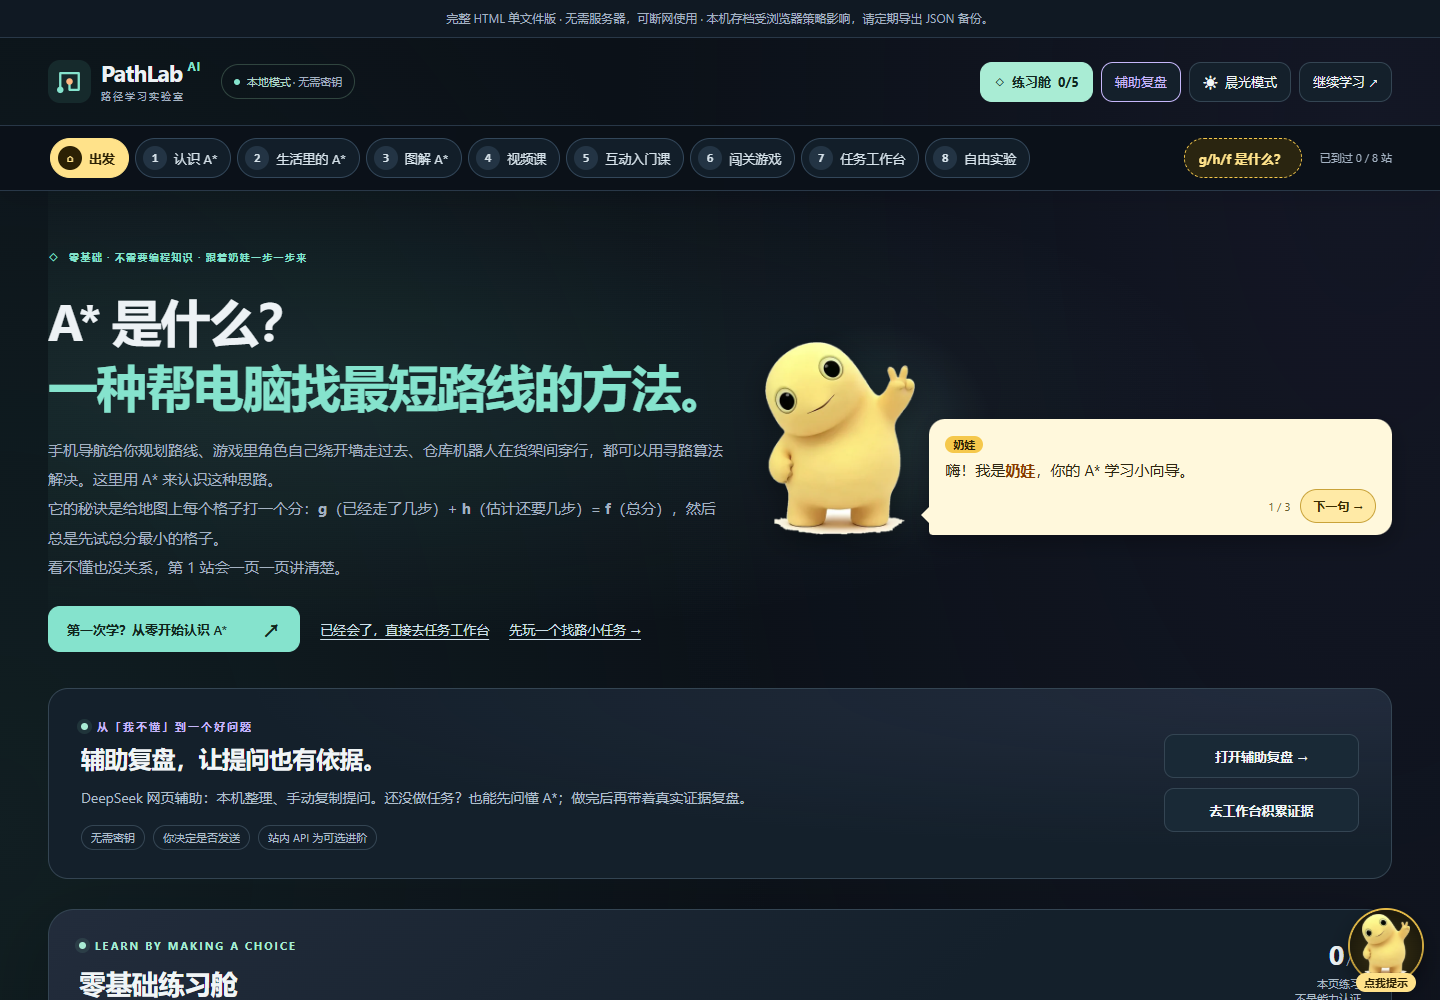 完整 HTML 单文件版 · 无需服务器，可断网使用 · 本机存档受浏览器策略影响，请定期导出 JSON 备份。
PathLab AI
路径学习实验室
本地模式 · 无需密钥
练习舱 0/5
辅助复盘
晨光模式
继续学习 ↗
出发
1 认识 A*
2 生活里的 A*
3 图解 A*
4 视频课
5 互动入门课
6 闯关游戏
7 任务工作台
8 自由实验
g/h/f 是什么？
已到过 0 / 8 站
零基础 · 不需要编程知识 · 跟着奶娃一步一步来
A* 是什么？
一种帮电脑找最短路线的方法。
手机导航给你规划路线、游戏里角色自己绕开墙走过去、仓库机器人在货架间穿行，都可以用寻路算法
解决。这里用 A* 来认识这种思路。
它的秘诀是给地图上每个格子打一个分：g（已经走了几步）+ h（估计还要几步）= f（总分），然后
总是先试总分最小的格子。
看不懂也没关系，第 1 站会一页一页讲清楚。
奶娃
嗨！我是奶娃，你的 A* 学习小向导。
1 / 3
下一句 →
第一次学？从零开始认识 A* ↗
已经会了，直接去任务工作台
先玩一个找路小任务 →
从「我不懂」到一个好问题
辅助复盘，让提问也有依据。
DeepSeek 网页辅助：本机整理、手动复制提问。还没做任务？也能先问懂 A*；做完后再带着真实证据复盘。
无需密钥
你决定是否发送
站内 API 为可选进阶
打开辅助复盘 →
去工作台积累证据
LEARN BY MAKING A CHOICE
零基础练习舱
0/
本页练习
不是能力认证
点我提示